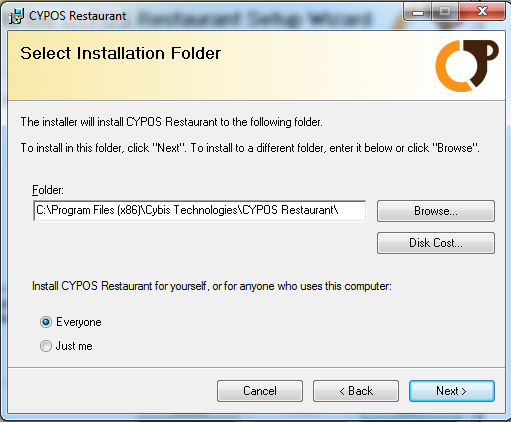 CYPOS Restaurant
Restaurant Setup Wizard
Select Installation Folder
The installer will install CYPOS Restaurant to the following folder.
To install in this folder, click "Next". To install to a different folder, enter it below or click "Browse".
Folder:
C:\Program Files (x86)\Cybis Technologies\CYPOS Restaurant\
Browse...
Disk Cost...
Install CYPOS Restaurant for yourself, or for anyone who uses this computer:
Everyone
Just me
Cancel
< Back
Next >